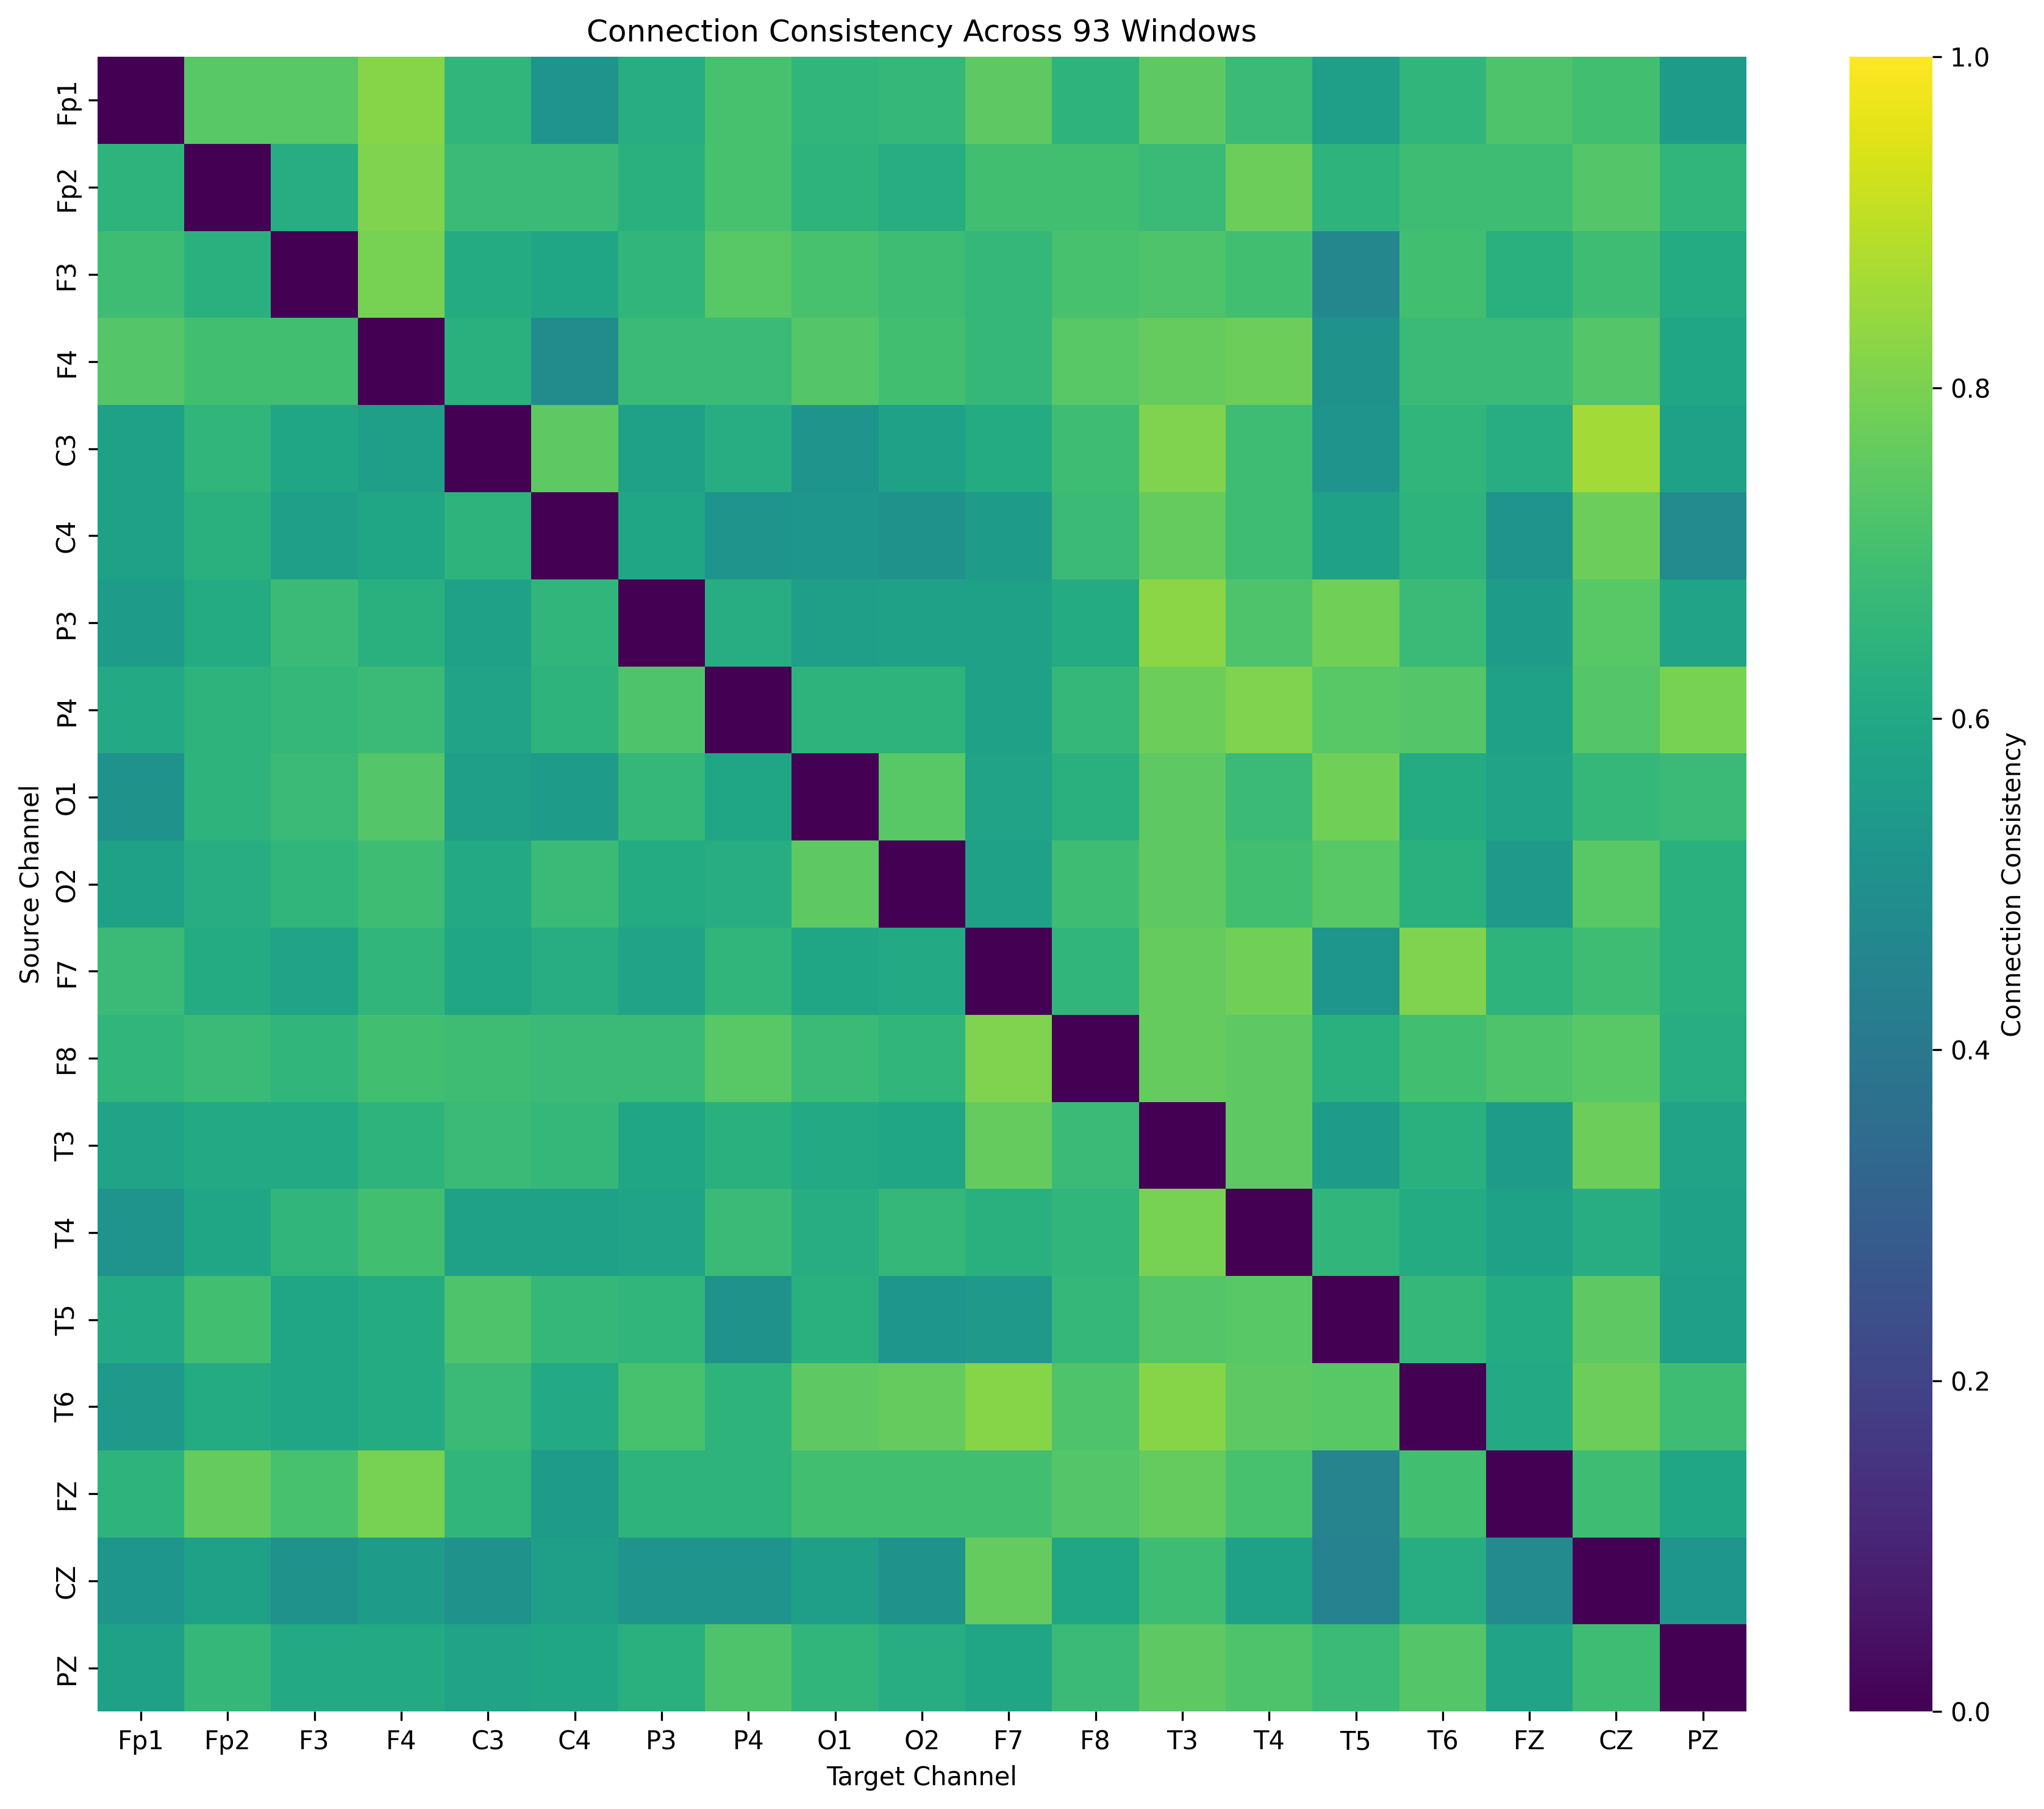 Connection Consistency Across 93 Windows
Source Channel
Fp1
Fp2
F3
F4
C3
C4
P3
P4
O1
O2
F7
F8
T3
T4
T5
T6
FZ
CZ
PZ
Fp1 Fp2 F3 F4 C3 C4 P3 P4 O1 O2 F7 F8 T3 T4 T5 T6 FZ CZ PZ
Target Channel
1.0
0.8
0.6
0.4
0.2
0.0
Connection Consistency